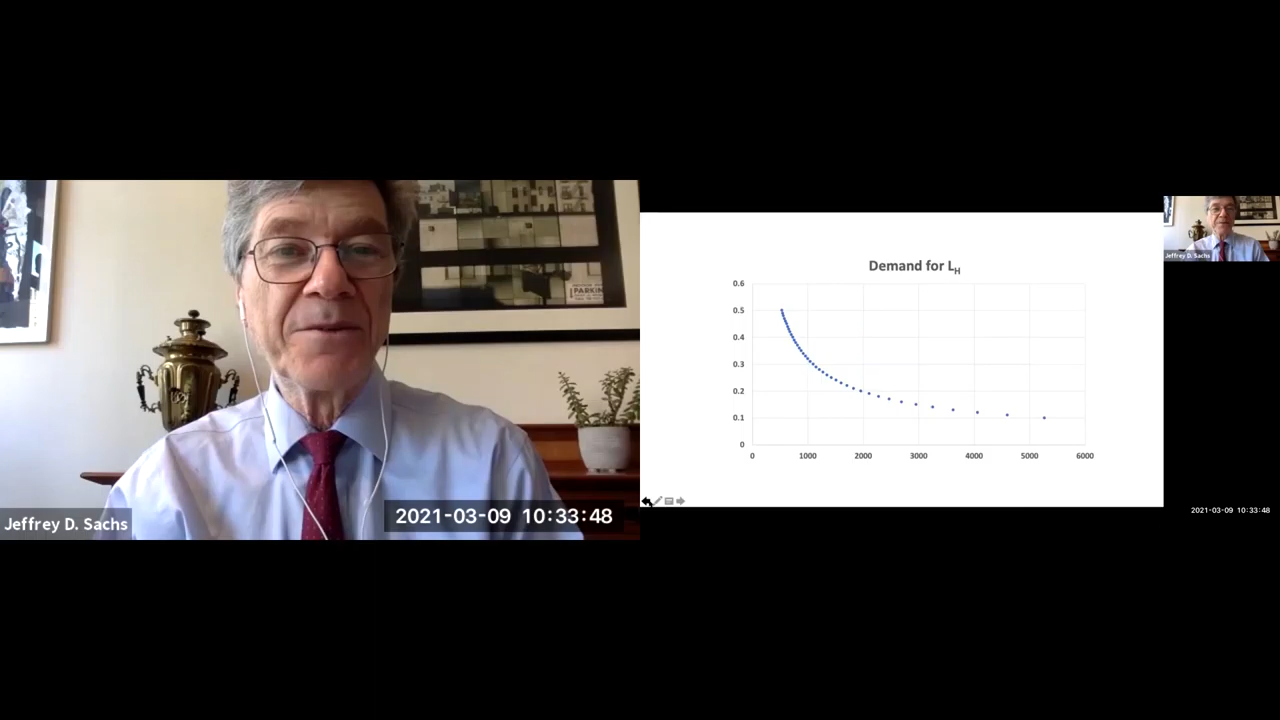 PARKIN
Jeffrey D. Sachs
2021-03-09 10:33:48
Demand for L_H
0.6
0.5
0.4
0.3
0.2
0.1
0
0 1000 2000 3000 4000 5000 6000
Jeffrey D. Sachs
2021-03-09 10:33:48